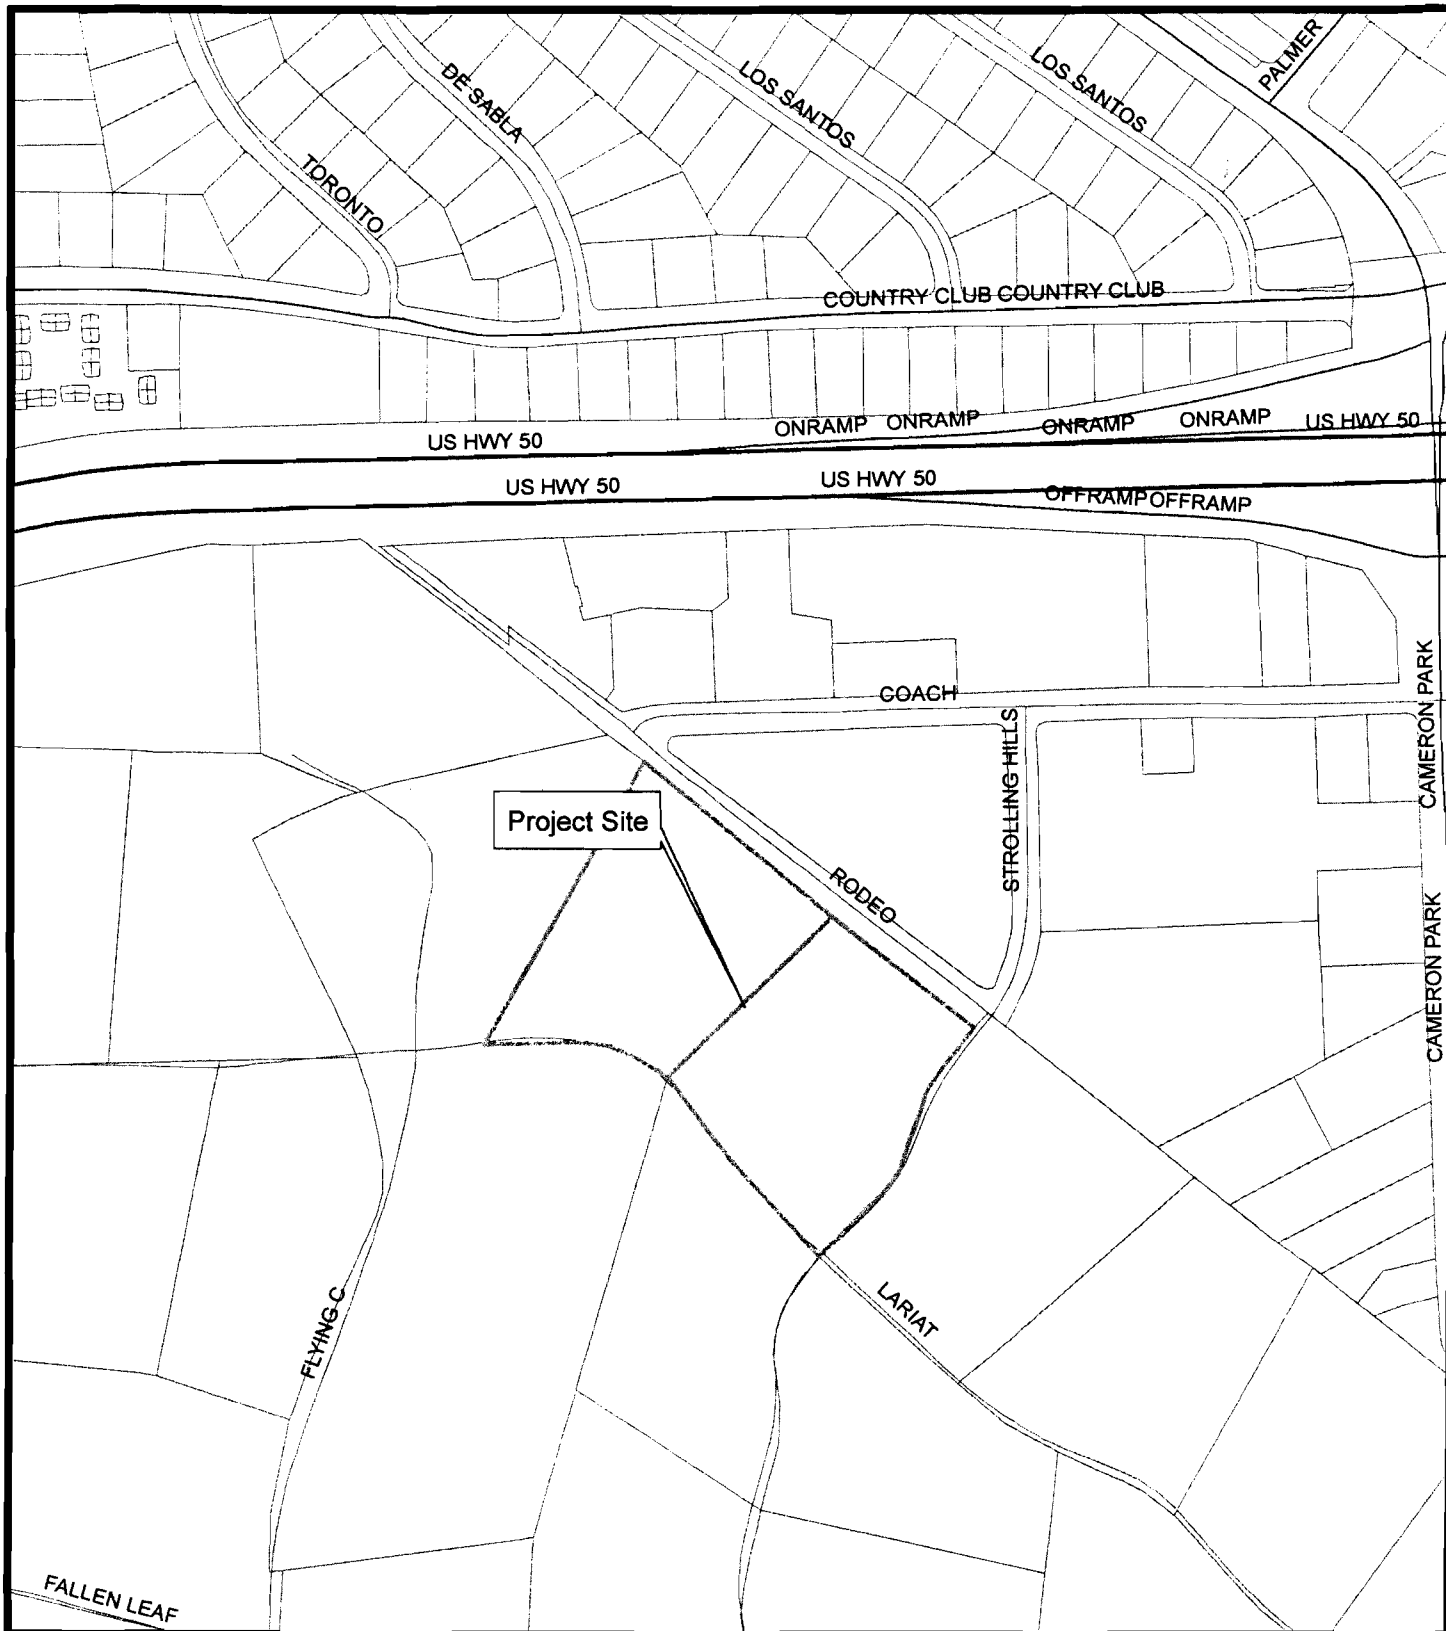 PALMER
LOS SANTOS
LOS SANTOS
DE SABLA
TORONTO
COUNTRY CLUB COUNTRY CLUB
ONRAMP ONRAMP ONRAMP ONRAMP US HWY 50
US HWY 50
US HWY 50 US HWY 50
OFFRAMP OFFRAMP
COACH
CAMERON PARK
STROLLING HILLS
Project Site
RODEO
CAMERON PARK
FLYING C
LARIAT
FALLEN LEAF